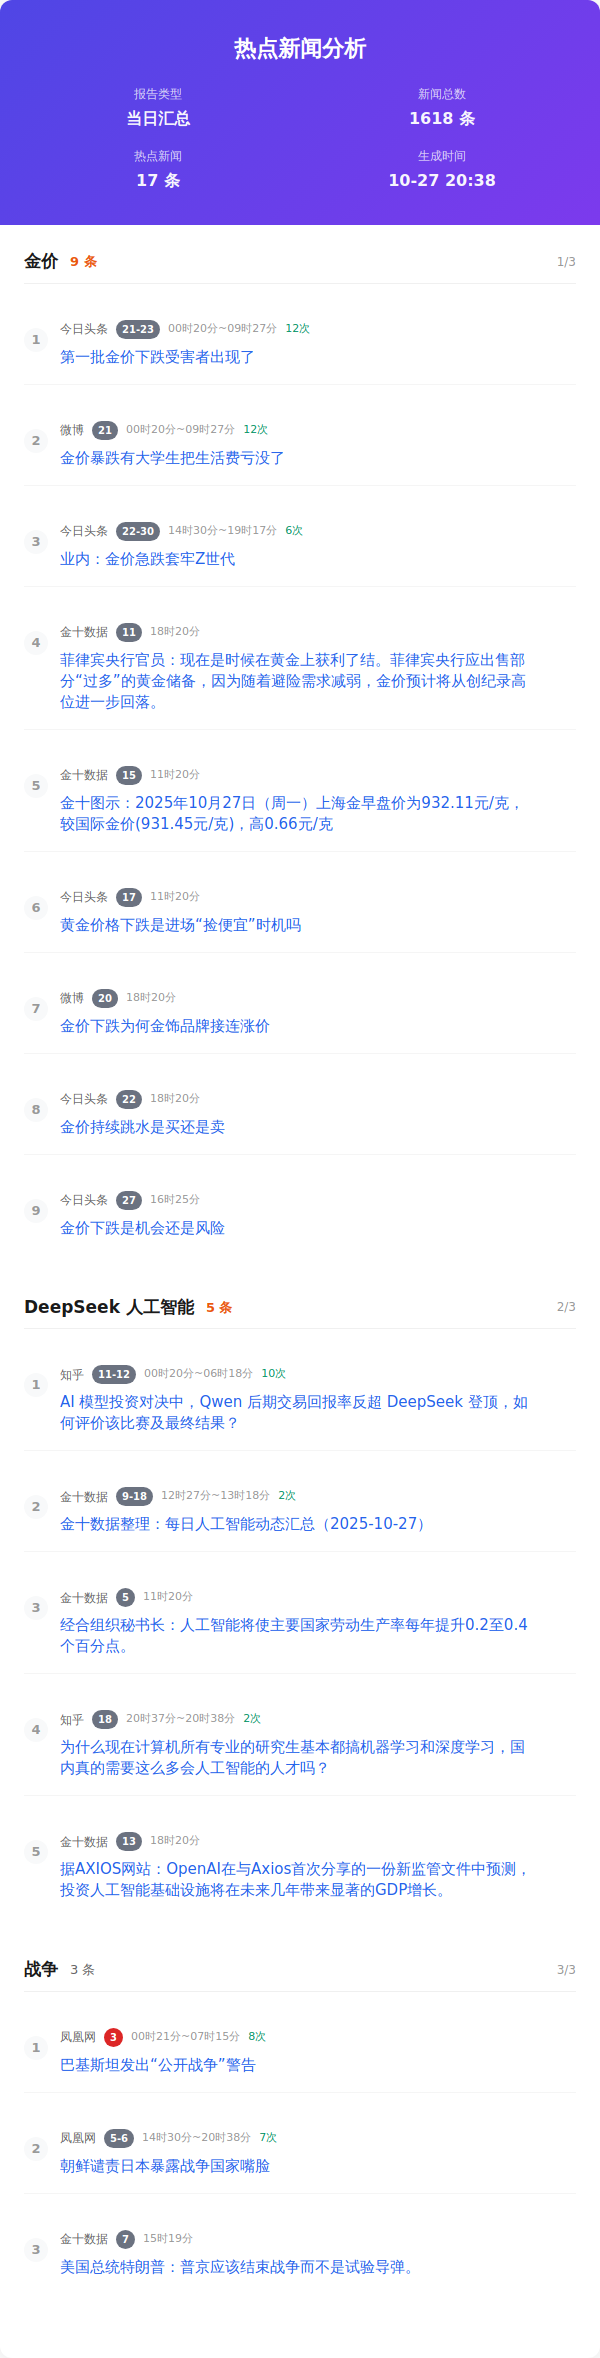 热点新闻分析
报告类型
当日汇总
新闻总数
1618 条
热点新闻
17 条
生成时间
10-27 20:38
金价 9 条 1/3
1
今日头条 21-23 00时20分~09时27分 12次
第一批金价下跌受害者出现了
2
微博 21 00时20分~09时27分 12次
金价暴跌有大学生把生活费亏没了
3
今日头条 22-30 14时30分~19时17分 6次
业内：金价急跌套牢Z世代
4
金十数据 11 18时20分
菲律宾央行官员：现在是时候在黄金上获利了结。菲律宾央行应出售部
分“过多”的黄金储备，因为随着避险需求减弱，金价预计将从创纪录高
位进一步回落。
5
金十数据 15 11时20分
金十图示：2025年10月27日（周一）上海金早盘价为932.11元/克，
较国际金价(931.45元/克)，高0.66元/克
6
今日头条 17 11时20分
黄金价格下跌是进场“捡便宜”时机吗
7
微博 20 18时20分
金价下跌为何金饰品牌接连涨价
8
今日头条 22 18时20分
金价持续跳水是买还是卖
9
今日头条 27 16时25分
金价下跌是机会还是风险
DeepSeek 人工智能 5 条 2/3
1
知乎 11-12 00时20分~06时18分 10次
AI 模型投资对决中，Qwen 后期交易回报率反超 DeepSeek 登顶，如
何评价该比赛及最终结果？
2
金十数据 9-18 12时27分~13时18分 2次
金十数据整理：每日人工智能动态汇总（2025-10-27）
3
金十数据 5 11时20分
经合组织秘书长：人工智能将使主要国家劳动生产率每年提升0.2至0.4
个百分点。
4
知乎 18 20时37分~20时38分 2次
为什么现在计算机所有专业的研究生基本都搞机器学习和深度学习，国
内真的需要这么多会人工智能的人才吗？
5
金十数据 13 18时20分
据AXIOS网站：OpenAI在与Axios首次分享的一份新监管文件中预测，
投资人工智能基础设施将在未来几年带来显著的GDP增长。
战争 3 条 3/3
1
凤凰网 3 00时21分~07时15分 8次
巴基斯坦发出“公开战争”警告
2
凤凰网 5-6 14时30分~20时38分 7次
朝鲜谴责日本暴露战争国家嘴脸
3
金十数据 7 15时19分
美国总统特朗普：普京应该结束战争而不是试验导弹。